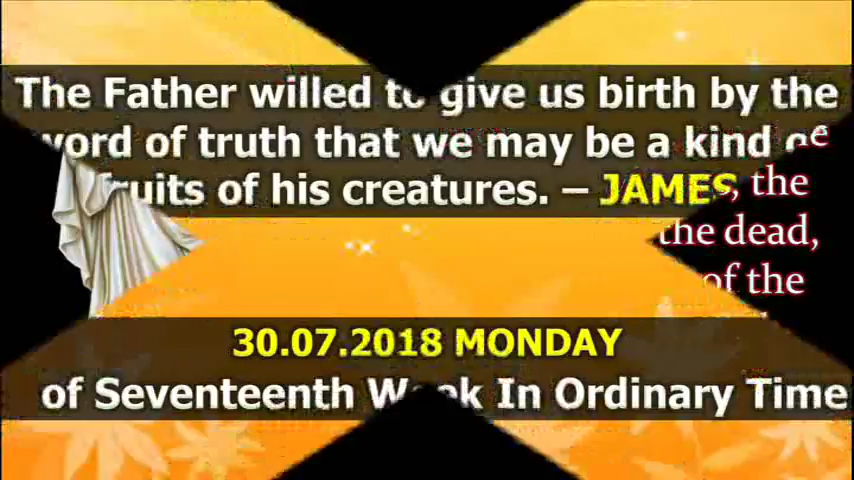 The Father willed to give us birth by the
word of truth that we may be a kind of
fruits of his creatures. – JAMES
, the
the dead,
of the
30.07.2018 MONDAY
of Seventeenth Week In Ordinary Time